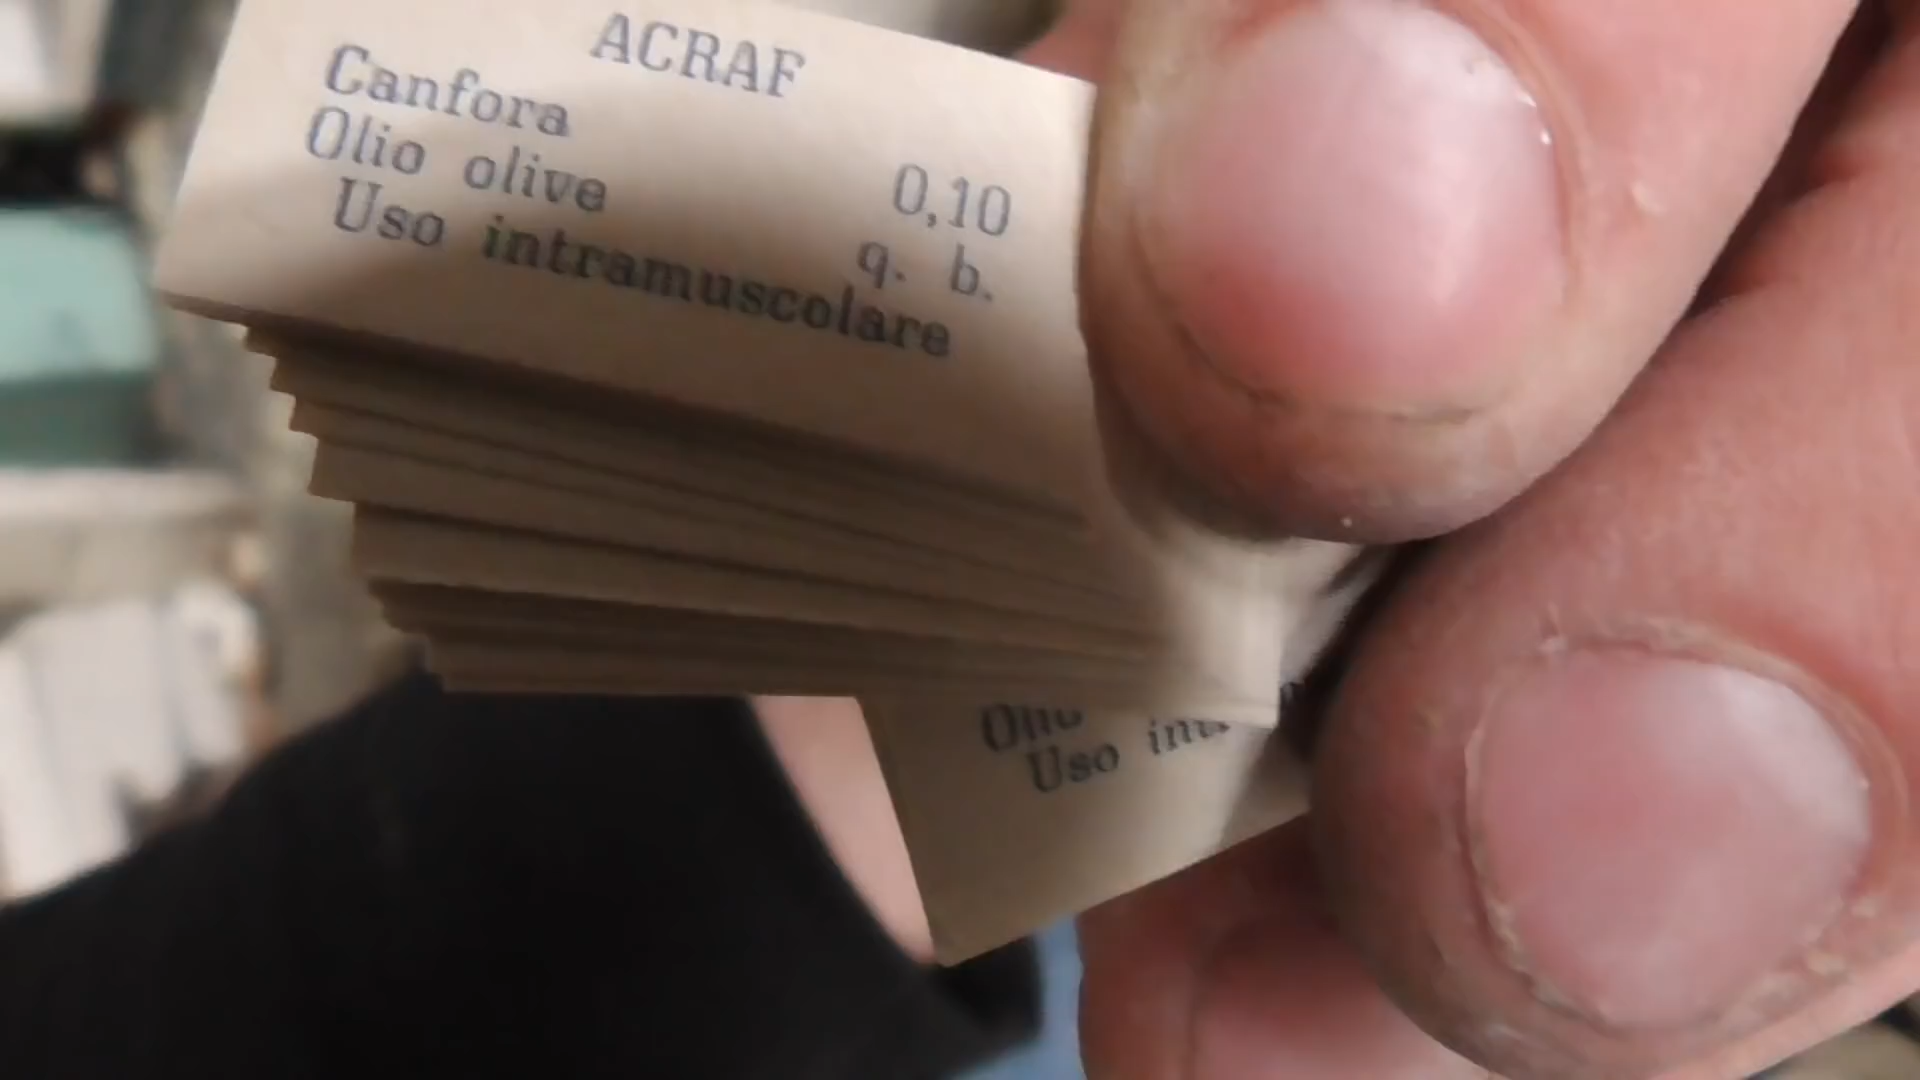 ACRAF
Canfora 0,10
Olio olive q. b.
Uso intramuscolare
Uso